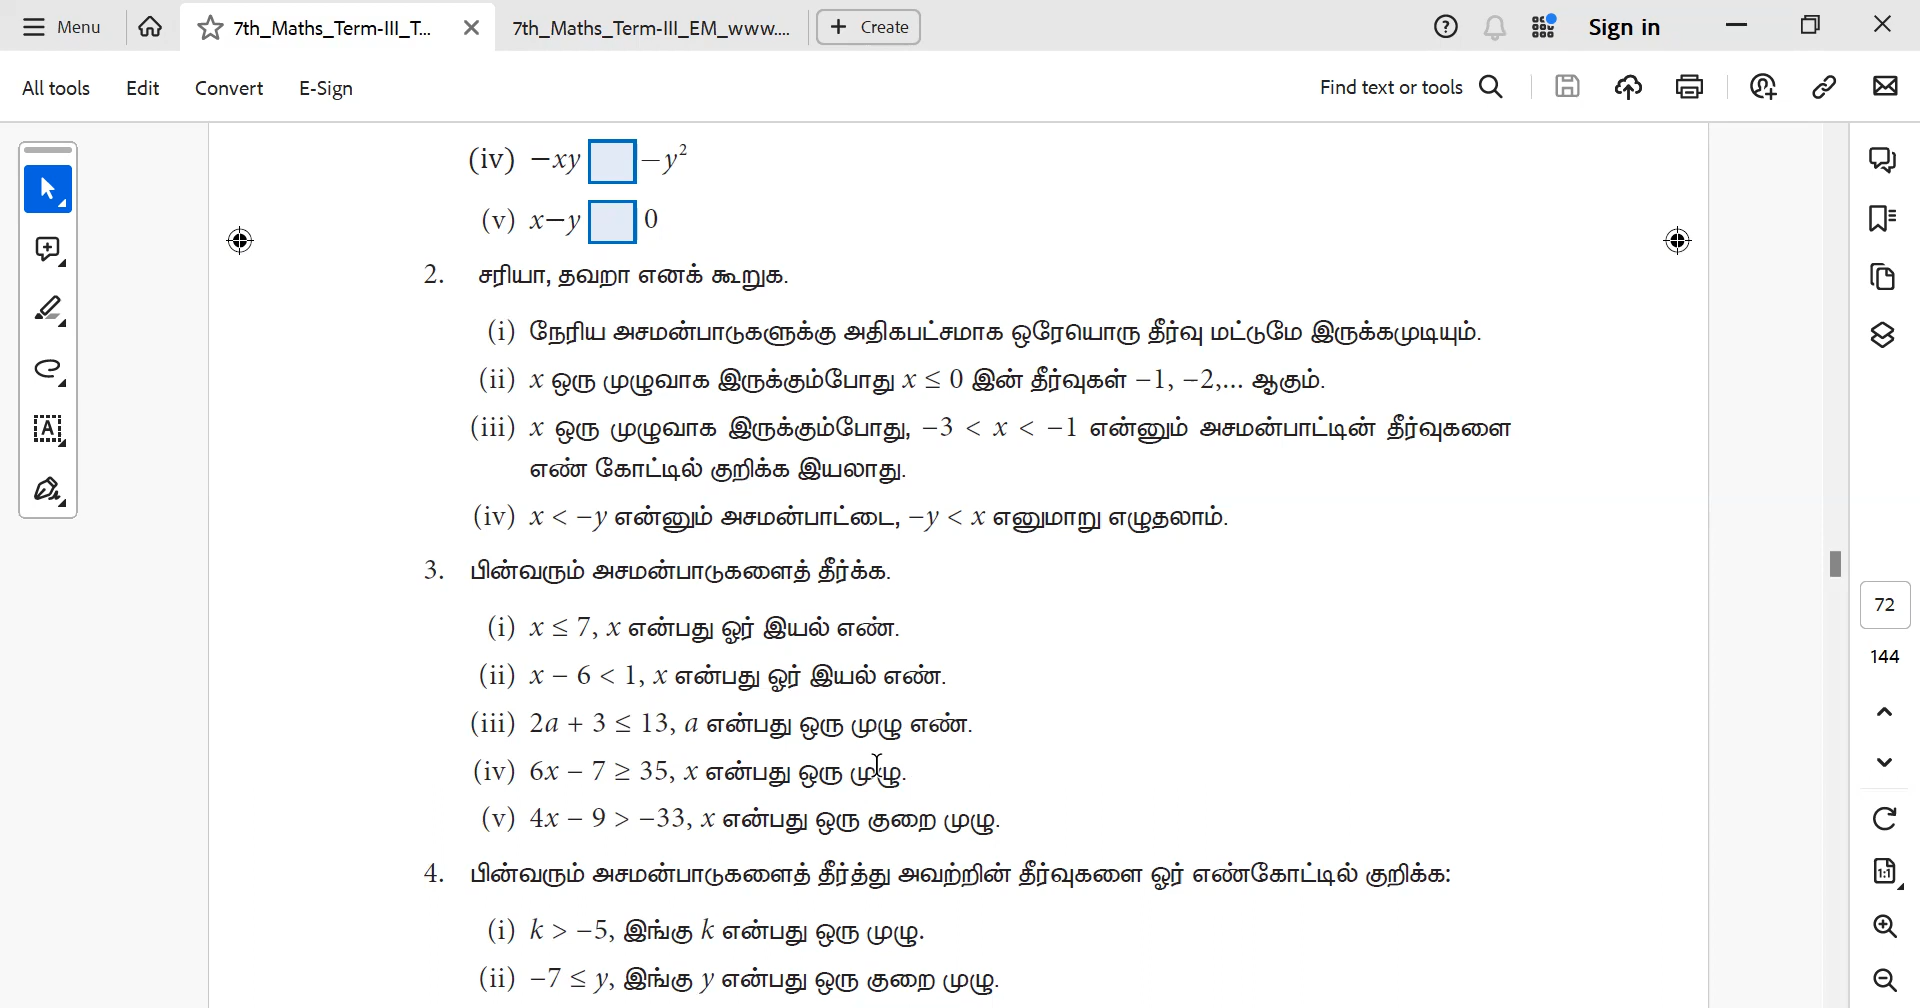 Menu
7th_Maths_Term-III_T...
7th_Maths_Term-III_EM_www....
Create
Sign in
All tools
Edit
Convert
E-Sign
Find text or tools
(iv) −xy □ −y²
(v) x−y □ 0
2. சரியா, தவறா எனக் கூறுக.
(i) நேரிய அசமன்பாடுகளுக்கு அதிகபட்சமாக ஒரேயொரு தீர்வு மட்டுமே இருக்கமுடியும்.
(ii) x ஒரு முழுவாக இருக்கும்போது x ≤ 0 இன் தீர்வுகள் −1, −2,... ஆகும்.
(iii) x ஒரு முழுவாக இருக்கும்போது, −3 < x < −1 என்னும் அசமன்பாட்டின் தீர்வுகளை
எண் கோட்டில் குறிக்க இயலாது.
(iv) x < −y என்னும் அசமன்பாட்டை, −y < x எனுமாறு எழுதலாம்.
3. பின்வரும் அசமன்பாடுகளைத் தீர்க்க.
(i) x ≤ 7, x என்பது ஓர் இயல் எண்.
(ii) x − 6 < 1, x என்பது ஓர் இயல் எண்.
(iii) 2a + 3 ≤ 13, a என்பது ஒரு முழு எண்.
(iv) 6x − 7 ≥ 35, x என்பது ஒரு முழு.
(v) 4x − 9 > −33, x என்பது ஒரு குறை முழு.
4. பின்வரும் அசமன்பாடுகளைத் தீர்த்து அவற்றின் தீர்வுகளை ஓர் எண்கோட்டில் குறிக்க:
(i) k > −5, இங்கு k என்பது ஒரு முழு.
(ii) −7 ≤ y, இங்கு y என்பது ஒரு குறை முழு.
72
144